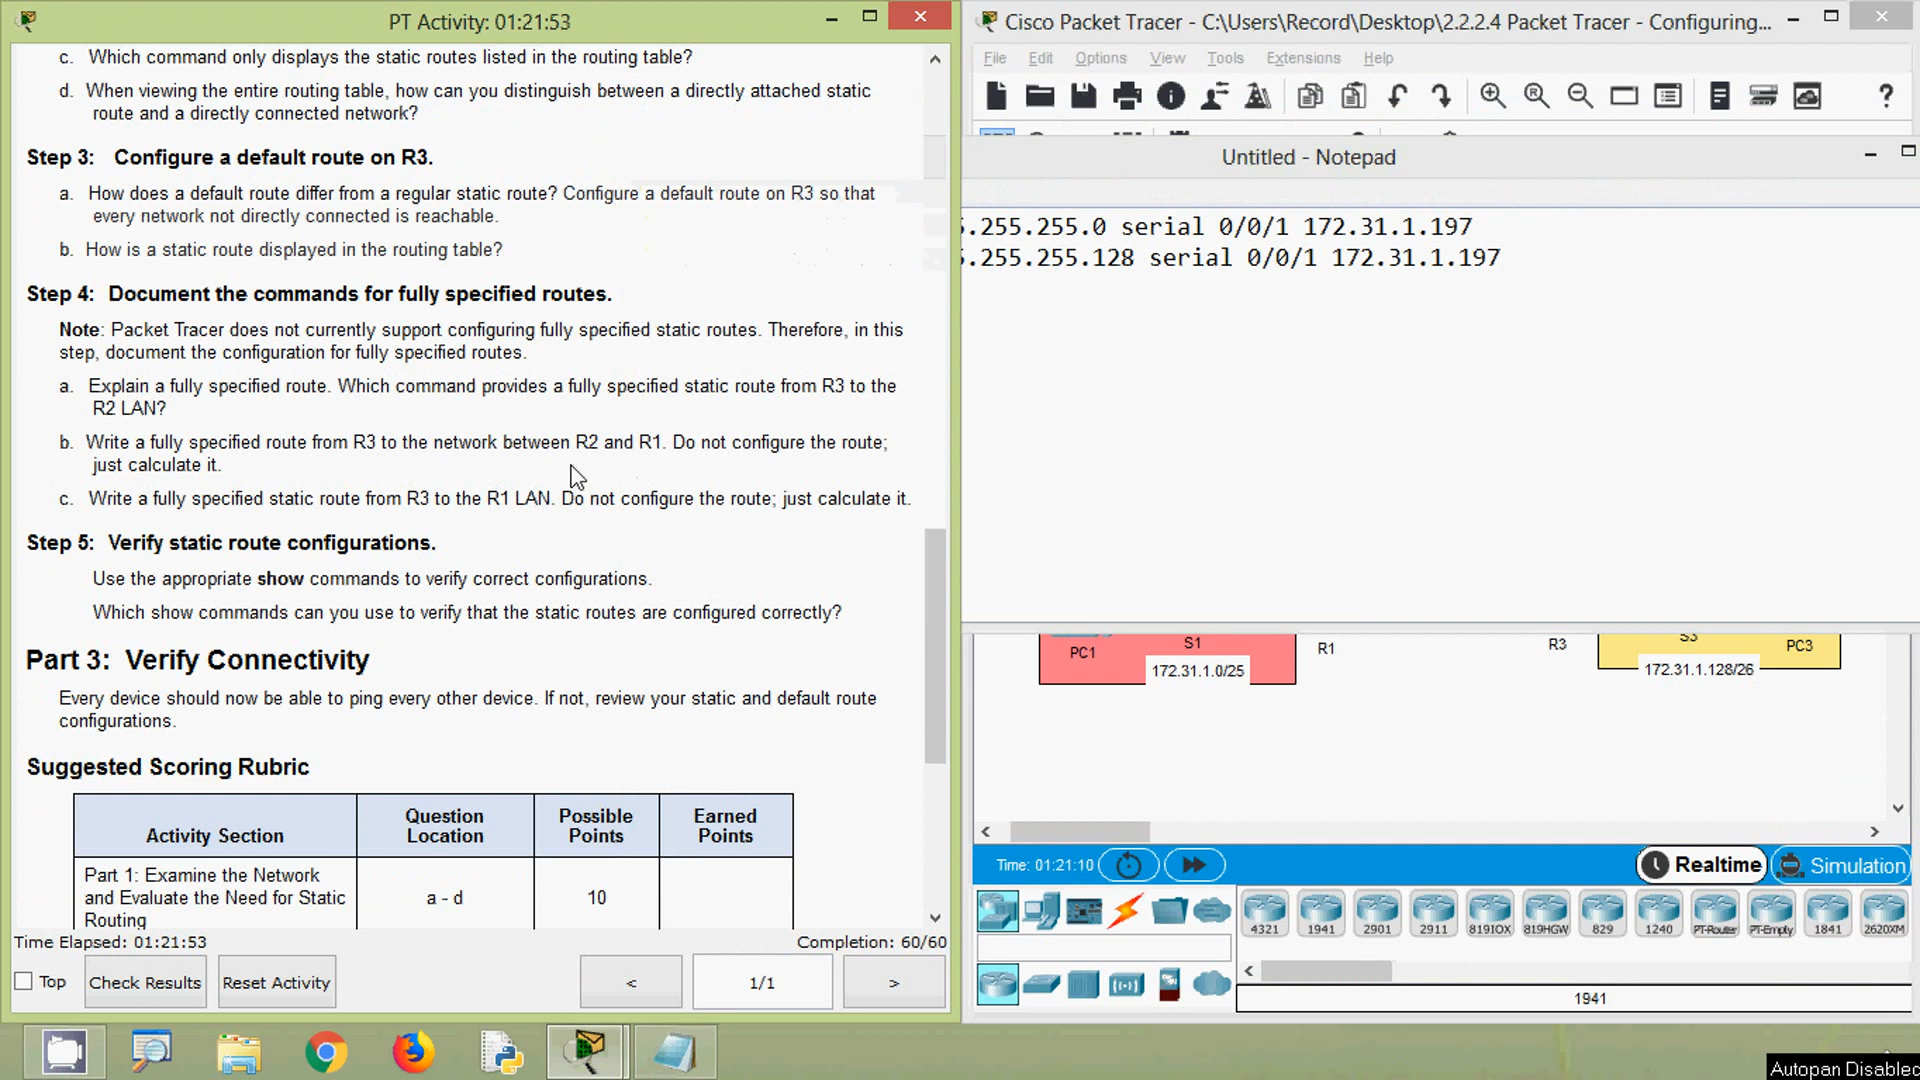 PT Activity: 01:21:53
c. Which command only displays the static routes listed in the routing table?
d. When viewing the entire routing table, how can you distinguish between a directly attached static
route and a directly connected network?
Step 3: Configure a default route on R3.
a. How does a default route differ from a regular static route? Configure a default route on R3 so that
every network not directly connected is reachable.
b. How is a static route displayed in the routing table?
Step 4: Document the commands for fully specified routes.
Note: Packet Tracer does not currently support configuring fully specified static routes. Therefore, in this
step, document the configuration for fully specified routes.
a. Explain a fully specified route. Which command provides a fully specified static route from R3 to the
R2 LAN?
b. Write a fully specified route from R3 to the network between R2 and R1. Do not configure the route;
just calculate it.
c. Write a fully specified static route from R3 to the R1 LAN. Do not configure the route; just calculate it.
Step 5: Verify static route configurations.
Use the appropriate show commands to verify correct configurations.
Which show commands can you use to verify that the static routes are configured correctly?
Part 3: Verify Connectivity
Every device should now be able to ping every other device. If not, review your static and default route
configurations.
Suggested Scoring Rubric
Activity Section
Question
Location
Possible
Points
Earned
Points
Part 1: Examine the Network
and Evaluate the Need for Static
Routing
a - d
10
Time Elapsed: 01:21:53
Completion: 60/60
Top
Check Results
Reset Activity
<
1/1
>
Cisco Packet Tracer - C:\Users\Record\Desktop\2.2.2.4 Packet Tracer - Configuring...
File Edit Options View Tools Extensions Help
Untitled - Notepad
.255.255.0 serial 0/0/1 172.31.1.197
.255.255.128 serial 0/0/1 172.31.1.197
PC1
S1
172.31.1.0/25
R1
R3
S3
PC3
172.31.1.128/26
Time: 01:21:10
Realtime
Simulation
4321 1941 2901 2911 819IOX 819HGW 829 1240 PT-Router PT-Empty 1841 2620XM
1941
Autopan Disabled